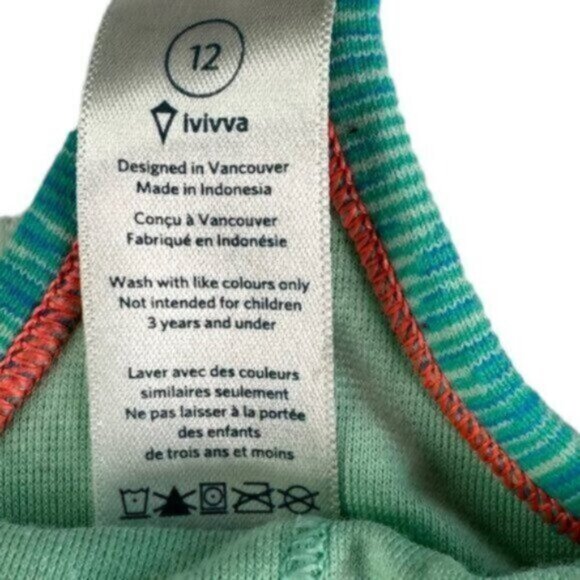 12
ivivva
Designed in Vancouver
Made in Indonesia
Conçu à Vancouver
Fabriqué en Indonésie
Wash with like colours only
Not intended for children
3 years and under
Laver avec des couleurs
similaires seulement
Ne pas laisser à la portée
des enfants
de trois ans et moins